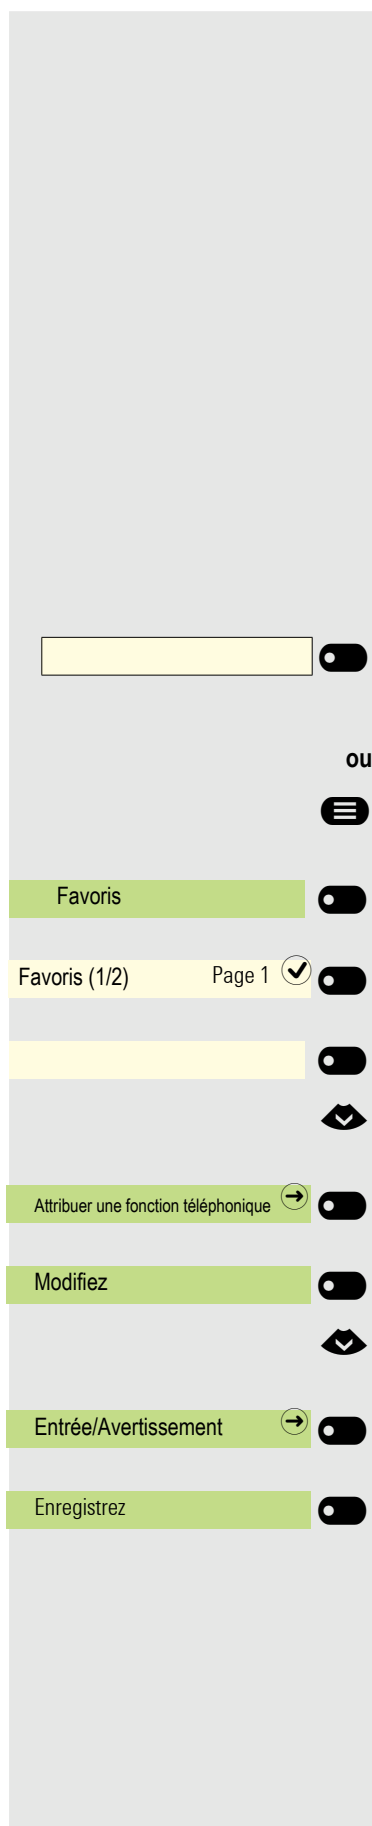 ou
Favoris
Favoris (1/2) Page 1
Attribuer une fonction téléphonique
Modifiez
Entrée/Avertissement
Enregistrez